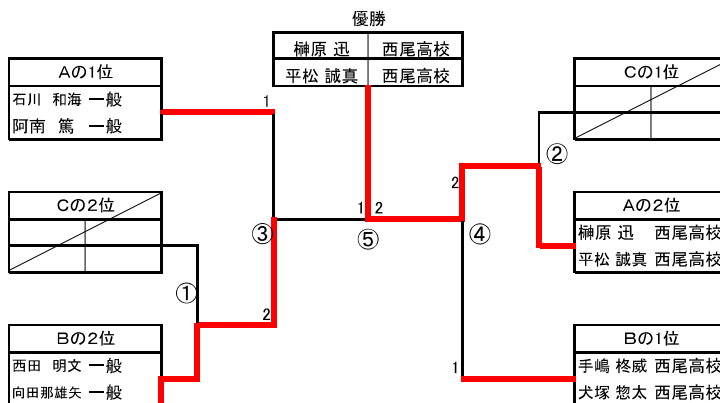 優勝
榊原 迅 西尾高校
平松 誠真 西尾高校
Aの1位
石川 和海 一般
阿南 篤 一般
1
Cの2位
①
Bの2位
西田 明文 一般
向田那雄矢 一般
2
③
1 2
⑤
Cの1位
②
2
Aの2位
榊原 迅 西尾高校
平松 誠真 西尾高校
④
1
Bの1位
手嶋 柊威 西尾高校
犬塚 惣太 西尾高校